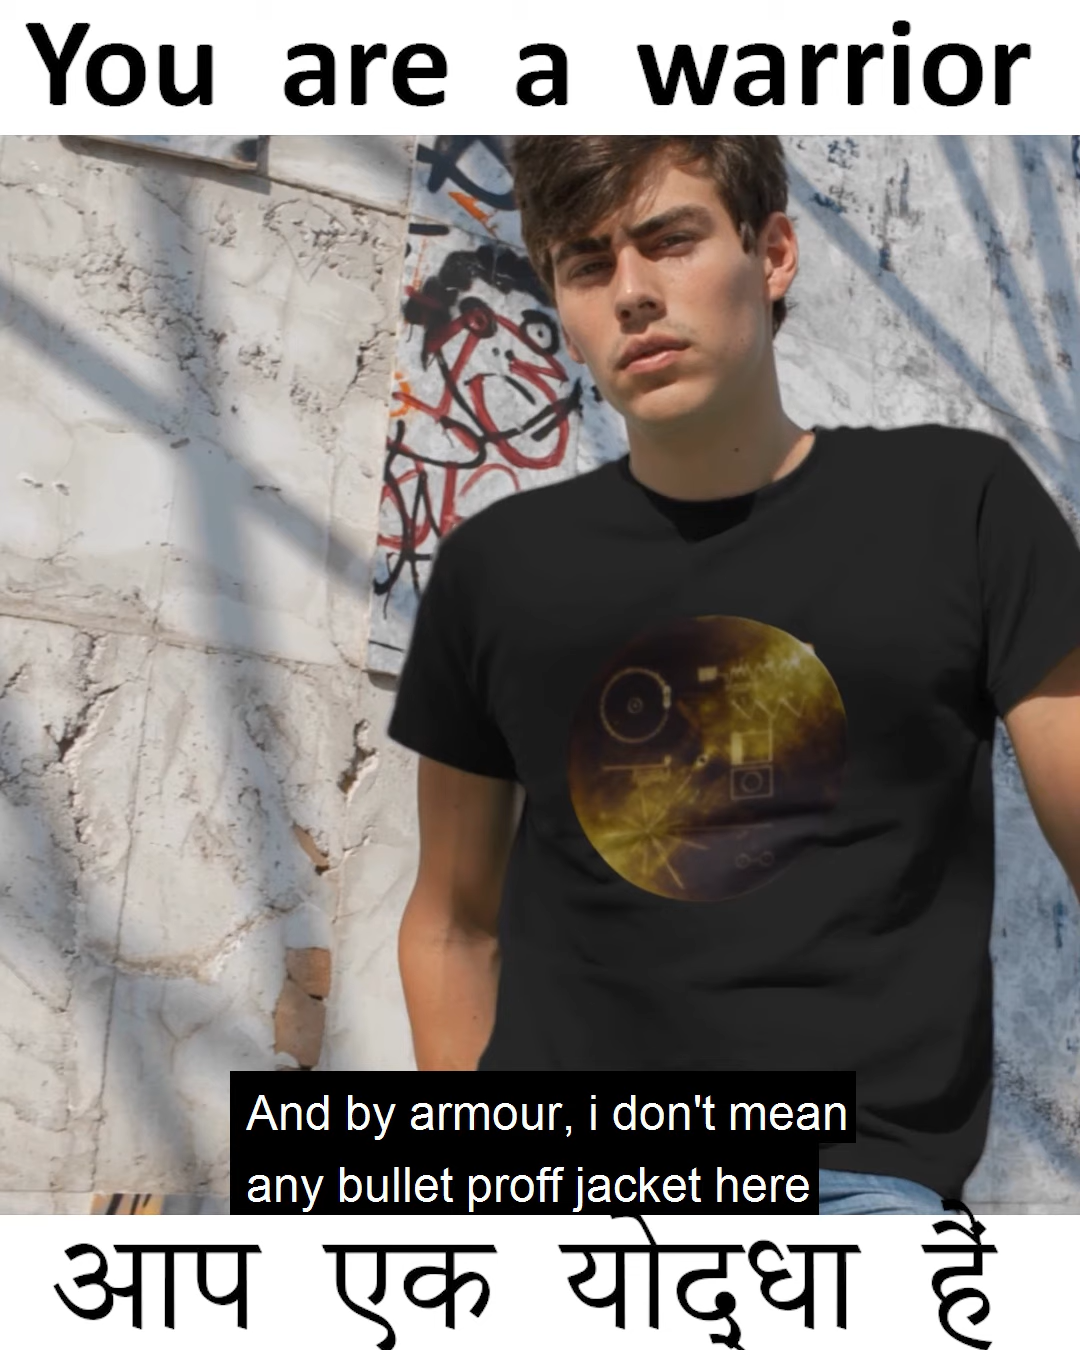 You are a warrior
And by armour, i don't mean
any bullet proff jacket here
आप एक योद्धा हैं